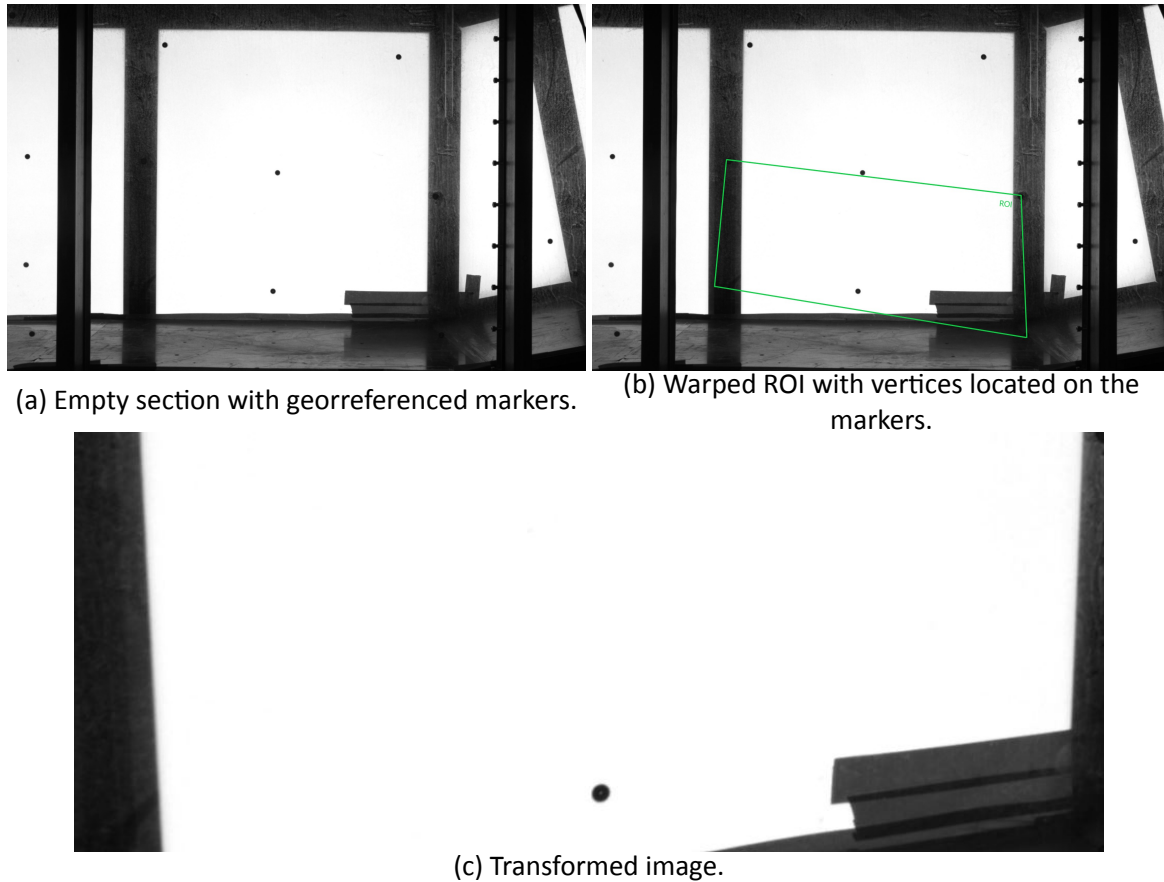 (a) Empty section with georreferenced markers.
ROI
(b) Warped ROI with vertices located on the
markers.
(c) Transformed image.